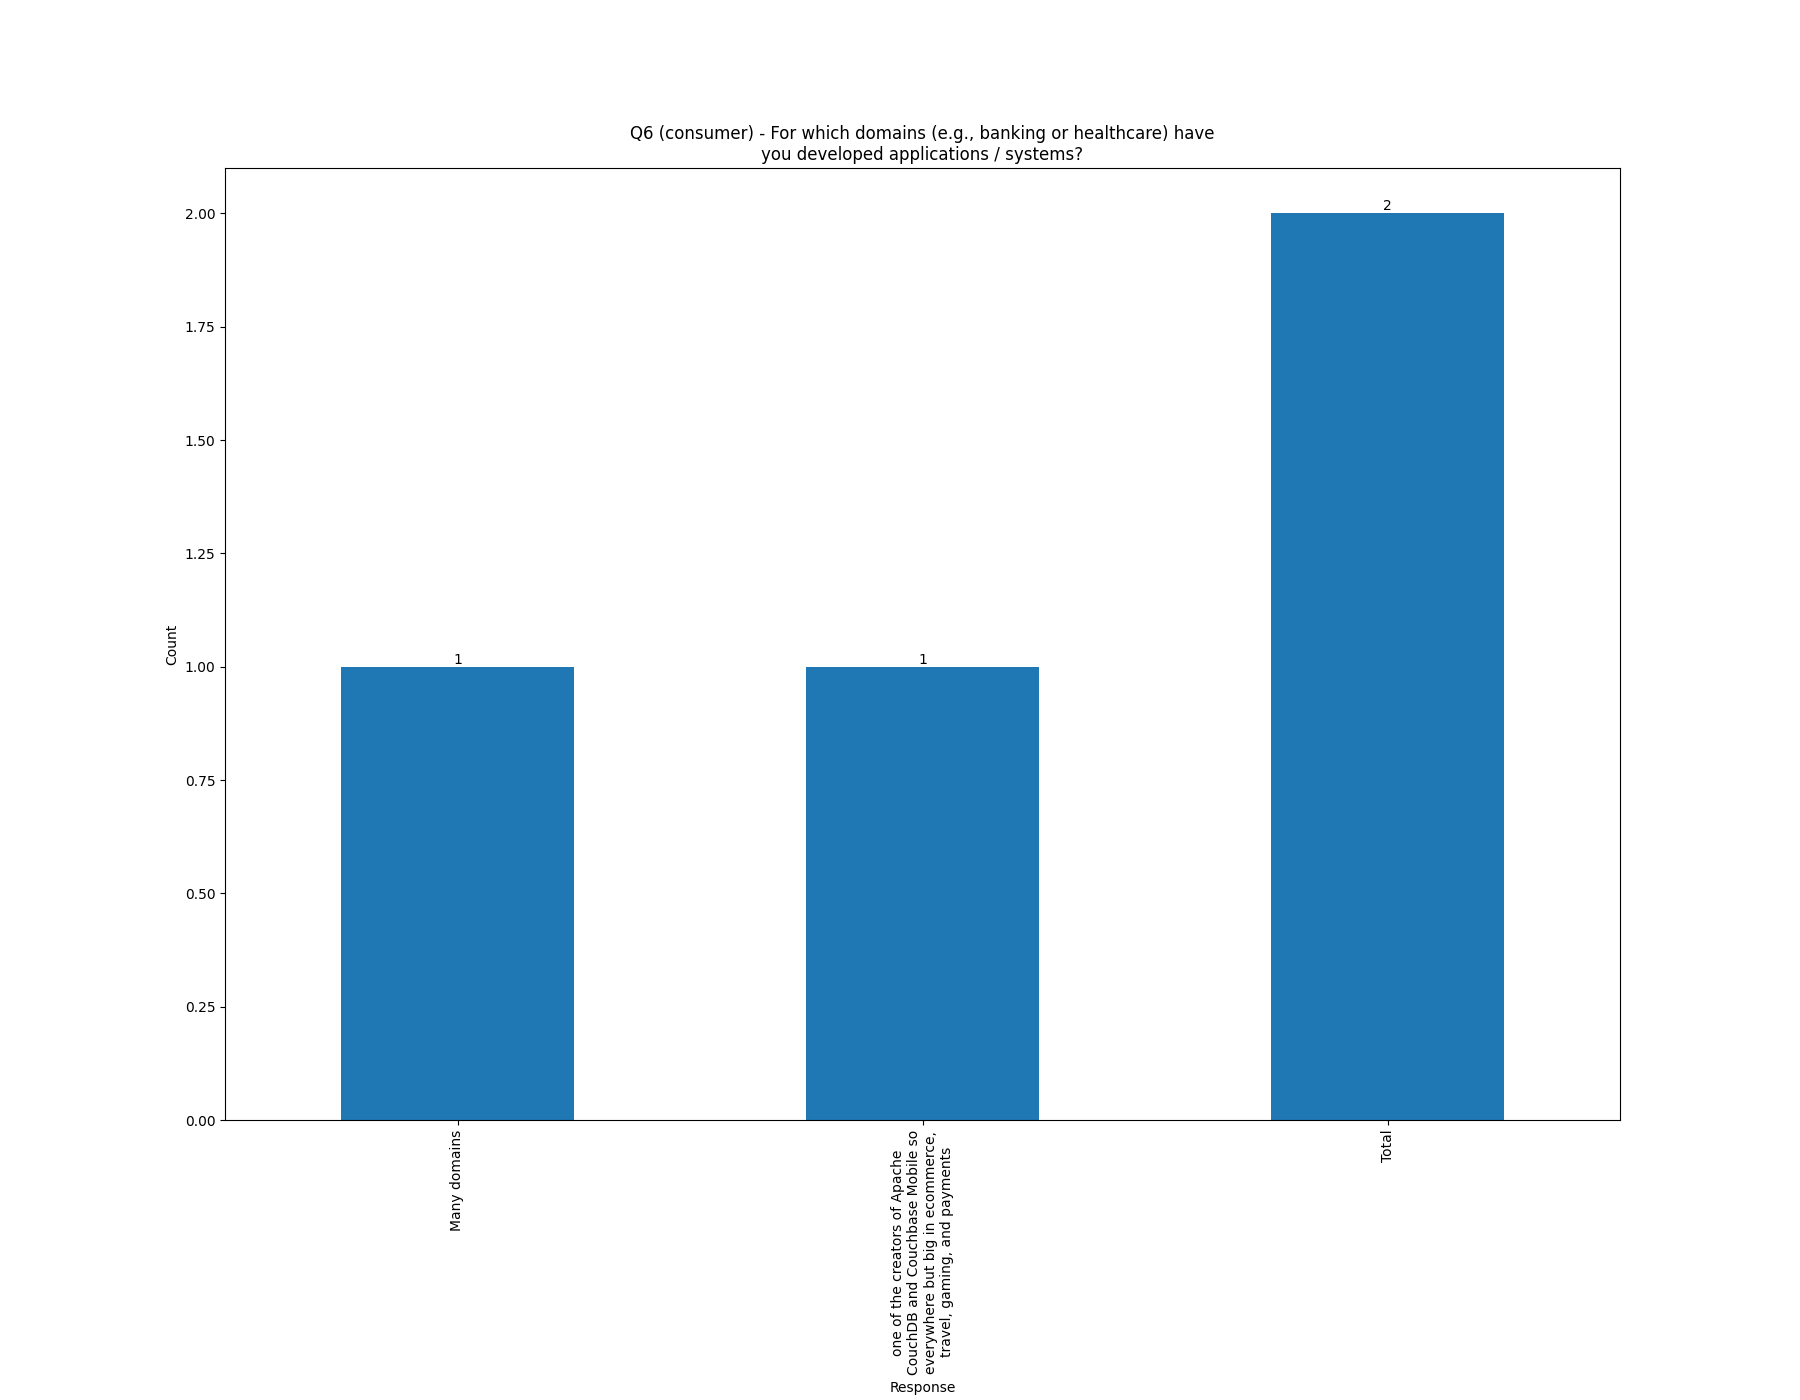 Q6 (consumer) - For which domains (e.g., banking or healthcare) have
you developed applications / systems?
2.00
1.75
1.50
1.25
1.00
0.75
0.50
0.25
0.00
Count
1
1
2
Many domains
one of the creators of Apache
CouchDB and Couchbase Mobile so
everywhere but big in ecommerce,
travel, gaming, and payments
Total
Response